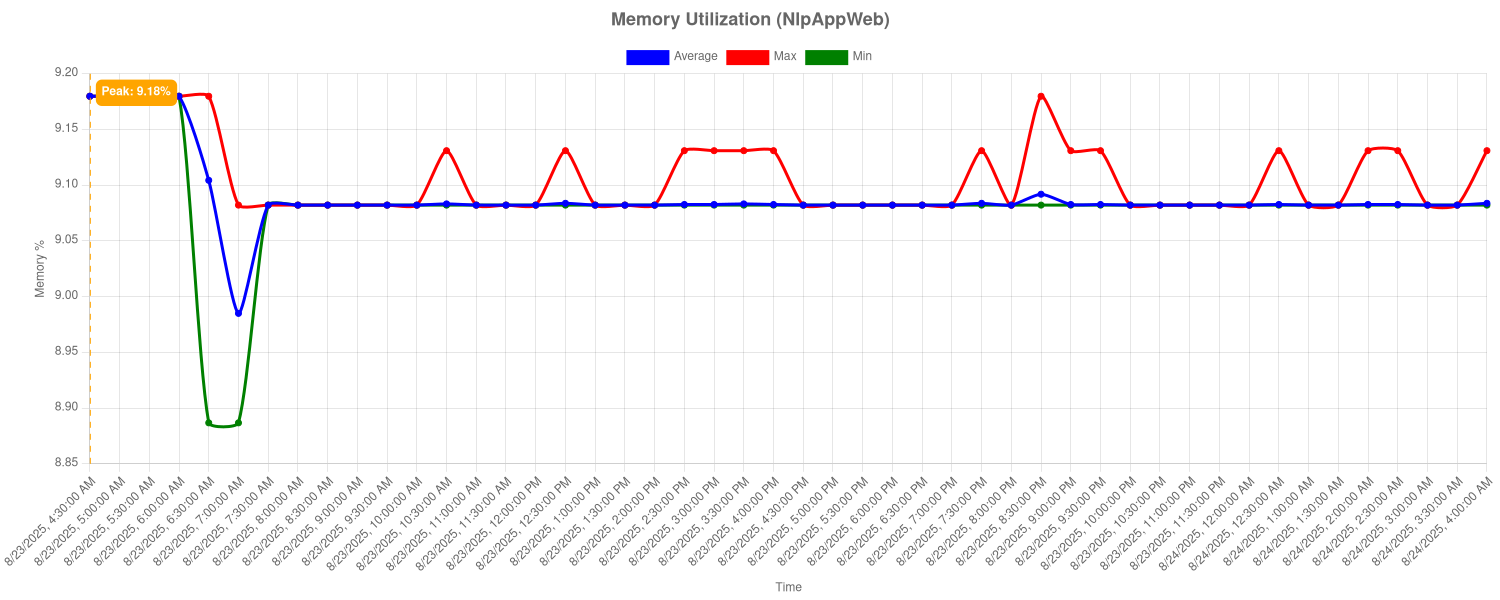 Memory Utilization (NlpAppWeb)
Average Max Min
9.20
Peak: 9.18%
9.15
9.10
9.05
Memory %
9.00
8.95
8.90
8.85
8/23/2025, 4:30:00 AM
8/23/2025, 5:00:00 AM
8/23/2025, 5:30:00 AM
8/23/2025, 6:00:00 AM
8/23/2025, 6:30:00 AM
8/23/2025, 7:00:00 AM
8/23/2025, 7:30:00 AM
8/23/2025, 8:00:00 AM
8/23/2025, 8:30:00 AM
8/23/2025, 9:00:00 AM
8/23/2025, 9:30:00 AM
8/23/2025, 10:00:00 AM
8/23/2025, 10:30:00 AM
8/23/2025, 11:00:00 AM
8/23/2025, 11:30:00 AM
8/23/2025, 12:00:00 PM
8/23/2025, 12:30:00 PM
8/23/2025, 1:00:00 PM
8/23/2025, 1:30:00 PM
8/23/2025, 2:00:00 PM
8/23/2025, 2:30:00 PM
8/23/2025, 3:00:00 PM
8/23/2025, 3:30:00 PM
8/23/2025, 4:00:00 PM
8/23/2025, 4:30:00 PM
8/23/2025, 5:00:00 PM
8/23/2025, 5:30:00 PM
8/23/2025, 6:00:00 PM
8/23/2025, 6:30:00 PM
8/23/2025, 7:00:00 PM
8/23/2025, 7:30:00 PM
8/23/2025, 8:00:00 PM
8/23/2025, 8:30:00 PM
8/23/2025, 9:00:00 PM
8/23/2025, 9:30:00 PM
8/23/2025, 10:00:00 PM
8/23/2025, 10:30:00 PM
8/23/2025, 11:00:00 PM
8/23/2025, 11:30:00 PM
8/24/2025, 12:00:00 AM
8/24/2025, 12:30:00 AM
8/24/2025, 1:00:00 AM
8/24/2025, 1:30:00 AM
8/24/2025, 2:00:00 AM
8/24/2025, 2:30:00 AM
8/24/2025, 3:00:00 AM
8/24/2025, 3:30:00 AM
8/24/2025, 4:00:00 AM
Time